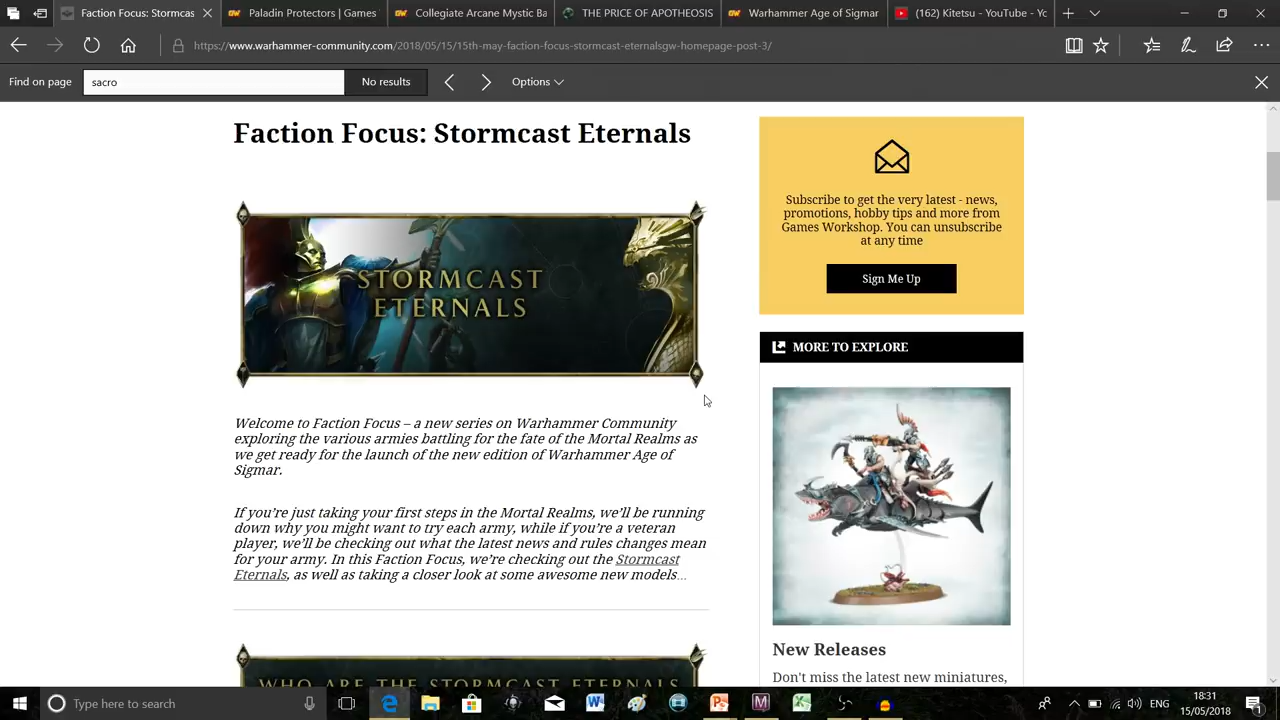 Faction Focus: Stormcas
Paladin Protectors | Games
Collegiate Arcane Mystic Ba
THE PRICE OF APOTHEOSIS
Warhammer Age of Sigmar
(162) Kitetsu - YouTube - Yc
https://www.warhammer-community.com/2018/05/15/15th-may-faction-focus-stormcast-eternalsgw-homepage-post-3/
Find on page
sacro
No results
Options
Faction Focus: Stormcast Eternals
STORMCAST
ETERNALS
Welcome to Faction Focus – a new series on Warhammer Community
exploring the various armies battling for the fate of the Mortal Realms as
we get ready for the launch of the new edition of Warhammer Age of
Sigmar.
If you’re just taking your first steps in the Mortal Realms, we’ll be running
down why you might want to try each army, while if you’re a veteran
player, we’ll be checking out what the latest news and rules changes mean
for your army. In this Faction Focus, we’re checking out the Stormcast
Eternals, as well as taking a closer look at some awesome new models…
WHO ARE THE STORMCAST ETERNALS
Subscribe to get the very latest - news,
promotions, hobby tips and more from
Games Workshop. You can unsubscribe
at any time
Sign Me Up
MORE TO EXPLORE
New Releases
Don't miss the latest new miniatures,
Type here to search
ENG
18:31
15/05/2018